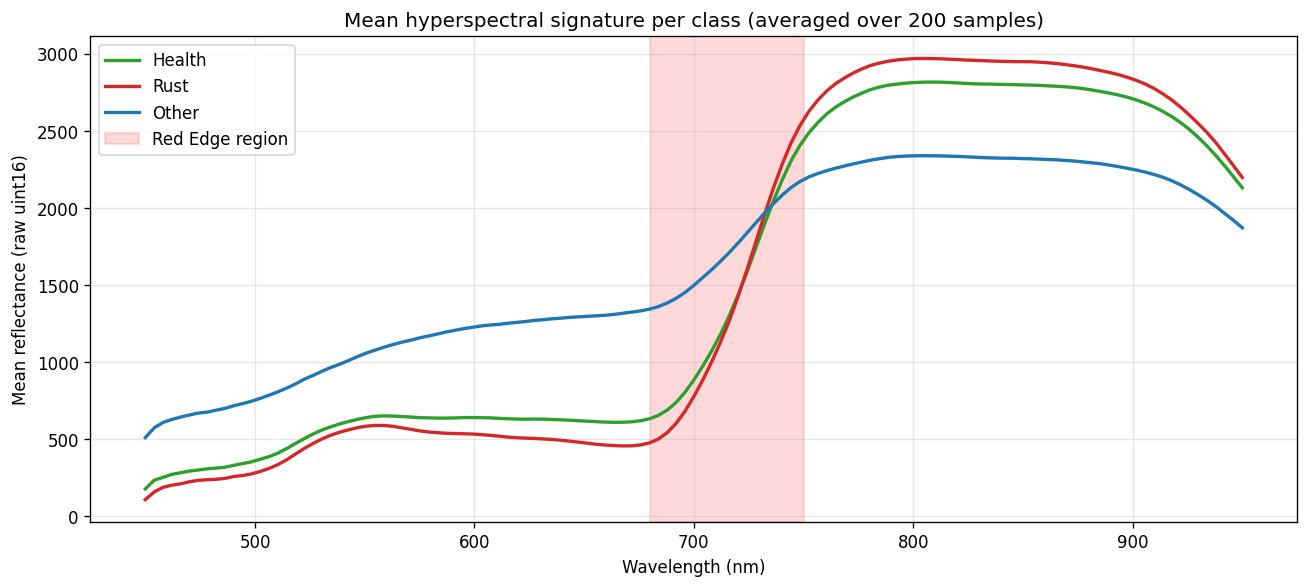 Mean hyperspectral signature per class (averaged over 200 samples)
Health
Rust
Other
Red Edge region
Mean reflectance (raw uint16)
3000
2500
2000
1500
1000
500
0
500 600 700 800 900
Wavelength (nm)